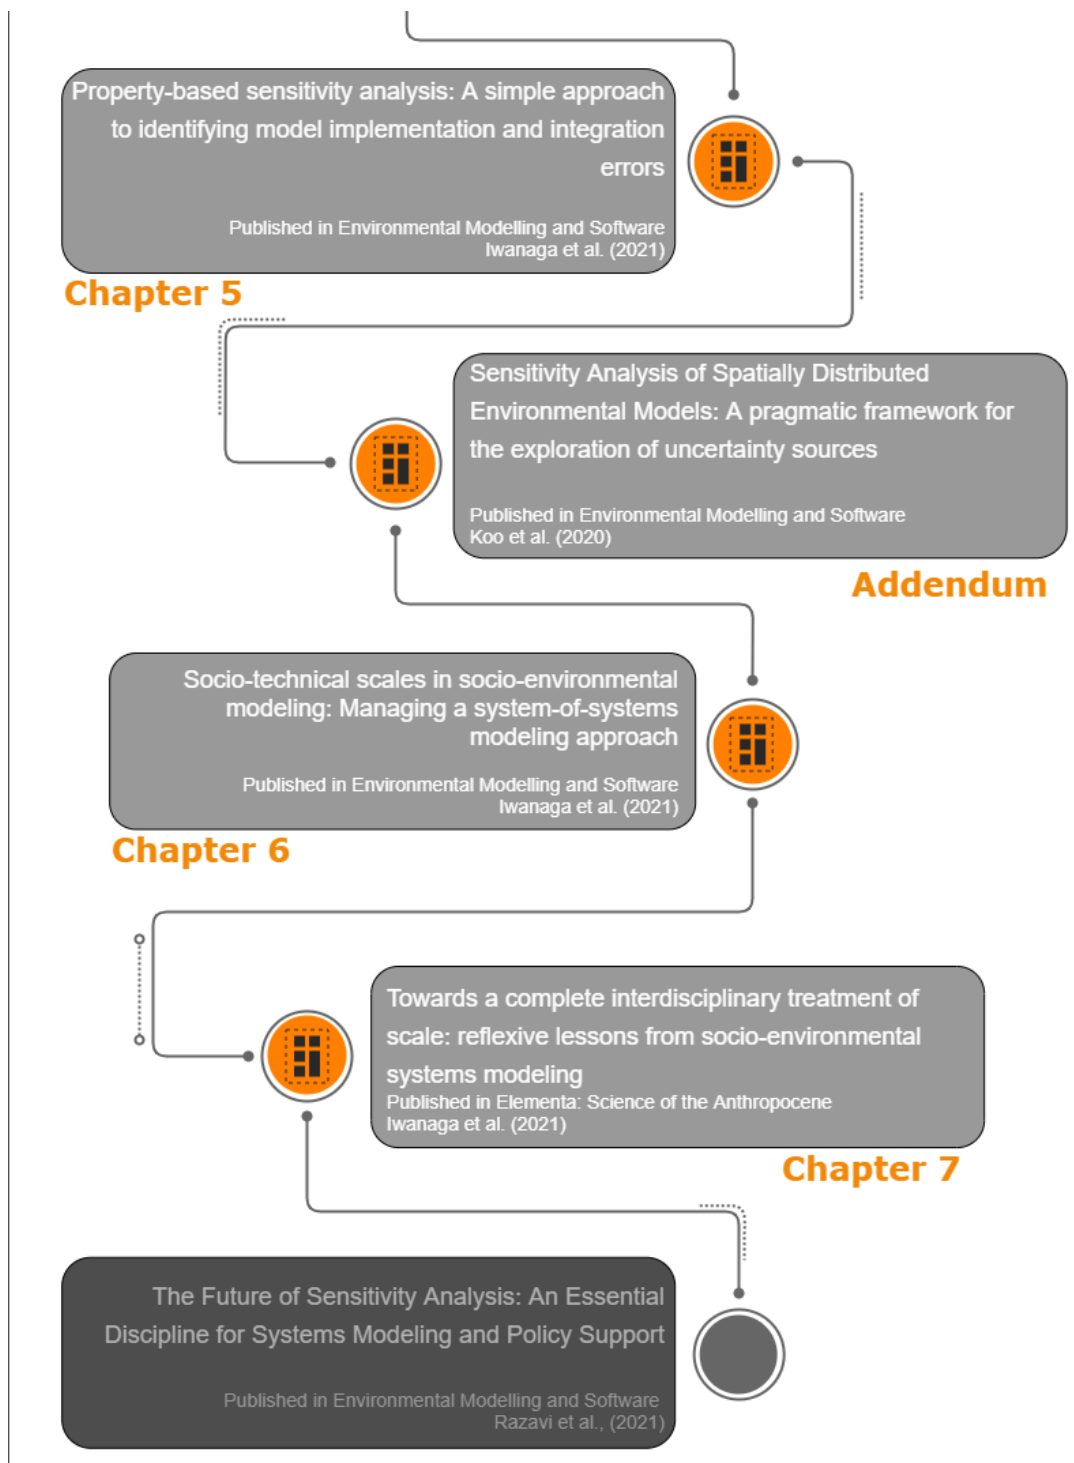 Property-based sensitivity analysis: A simple approach
to identifying model implementation and integration
errors
Published in Environmental Modelling and Software
Iwanaga et al. (2021)
Chapter 5
Sensitivity Analysis of Spatially Distributed
Environmental Models: A pragmatic framework for
the exploration of uncertainty sources
Published in Environmental Modelling and Software
Koo et al. (2020)
Addendum
Socio-technical scales in socio-environmental
modeling: Managing a system-of-systems
modeling approach
Published in Environmental Modelling and Software
Iwanaga et al. (2021)
Chapter 6
Towards a complete interdisciplinary treatment of
scale: reflexive lessons from socio-environmental
systems modeling
Published in Elementa: Science of the Anthropocene
Iwanaga et al. (2021)
Chapter 7
The Future of Sensitivity Analysis: An Essential
Discipline for Systems Modeling and Policy Support
Published in Environmental Modelling and Software
Razavi et al., (2021)